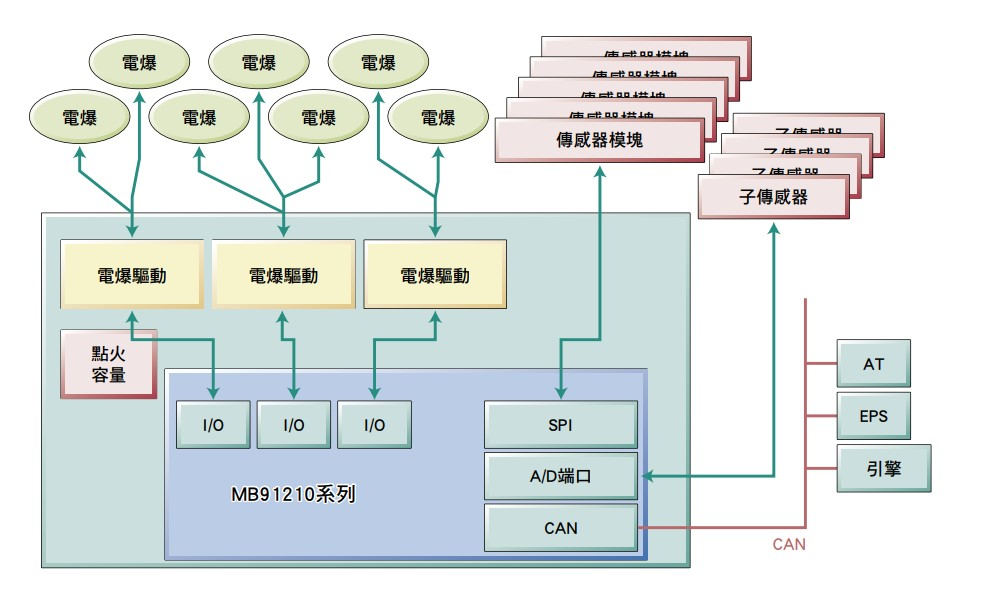 電爆
電爆
電爆
電爆
電爆
電爆
電爆
傳感器模塊
傳感器模塊
傳感器模塊
傳感器模塊
傳感器模塊
子傳感器
子傳感器
子傳感器
子傳感器
電爆驅動
電爆驅動
電爆驅動
點火
容量
I/O
I/O
I/O
SPI
A/D端口
CAN
MB91210系列
AT
EPS
引擎
CAN